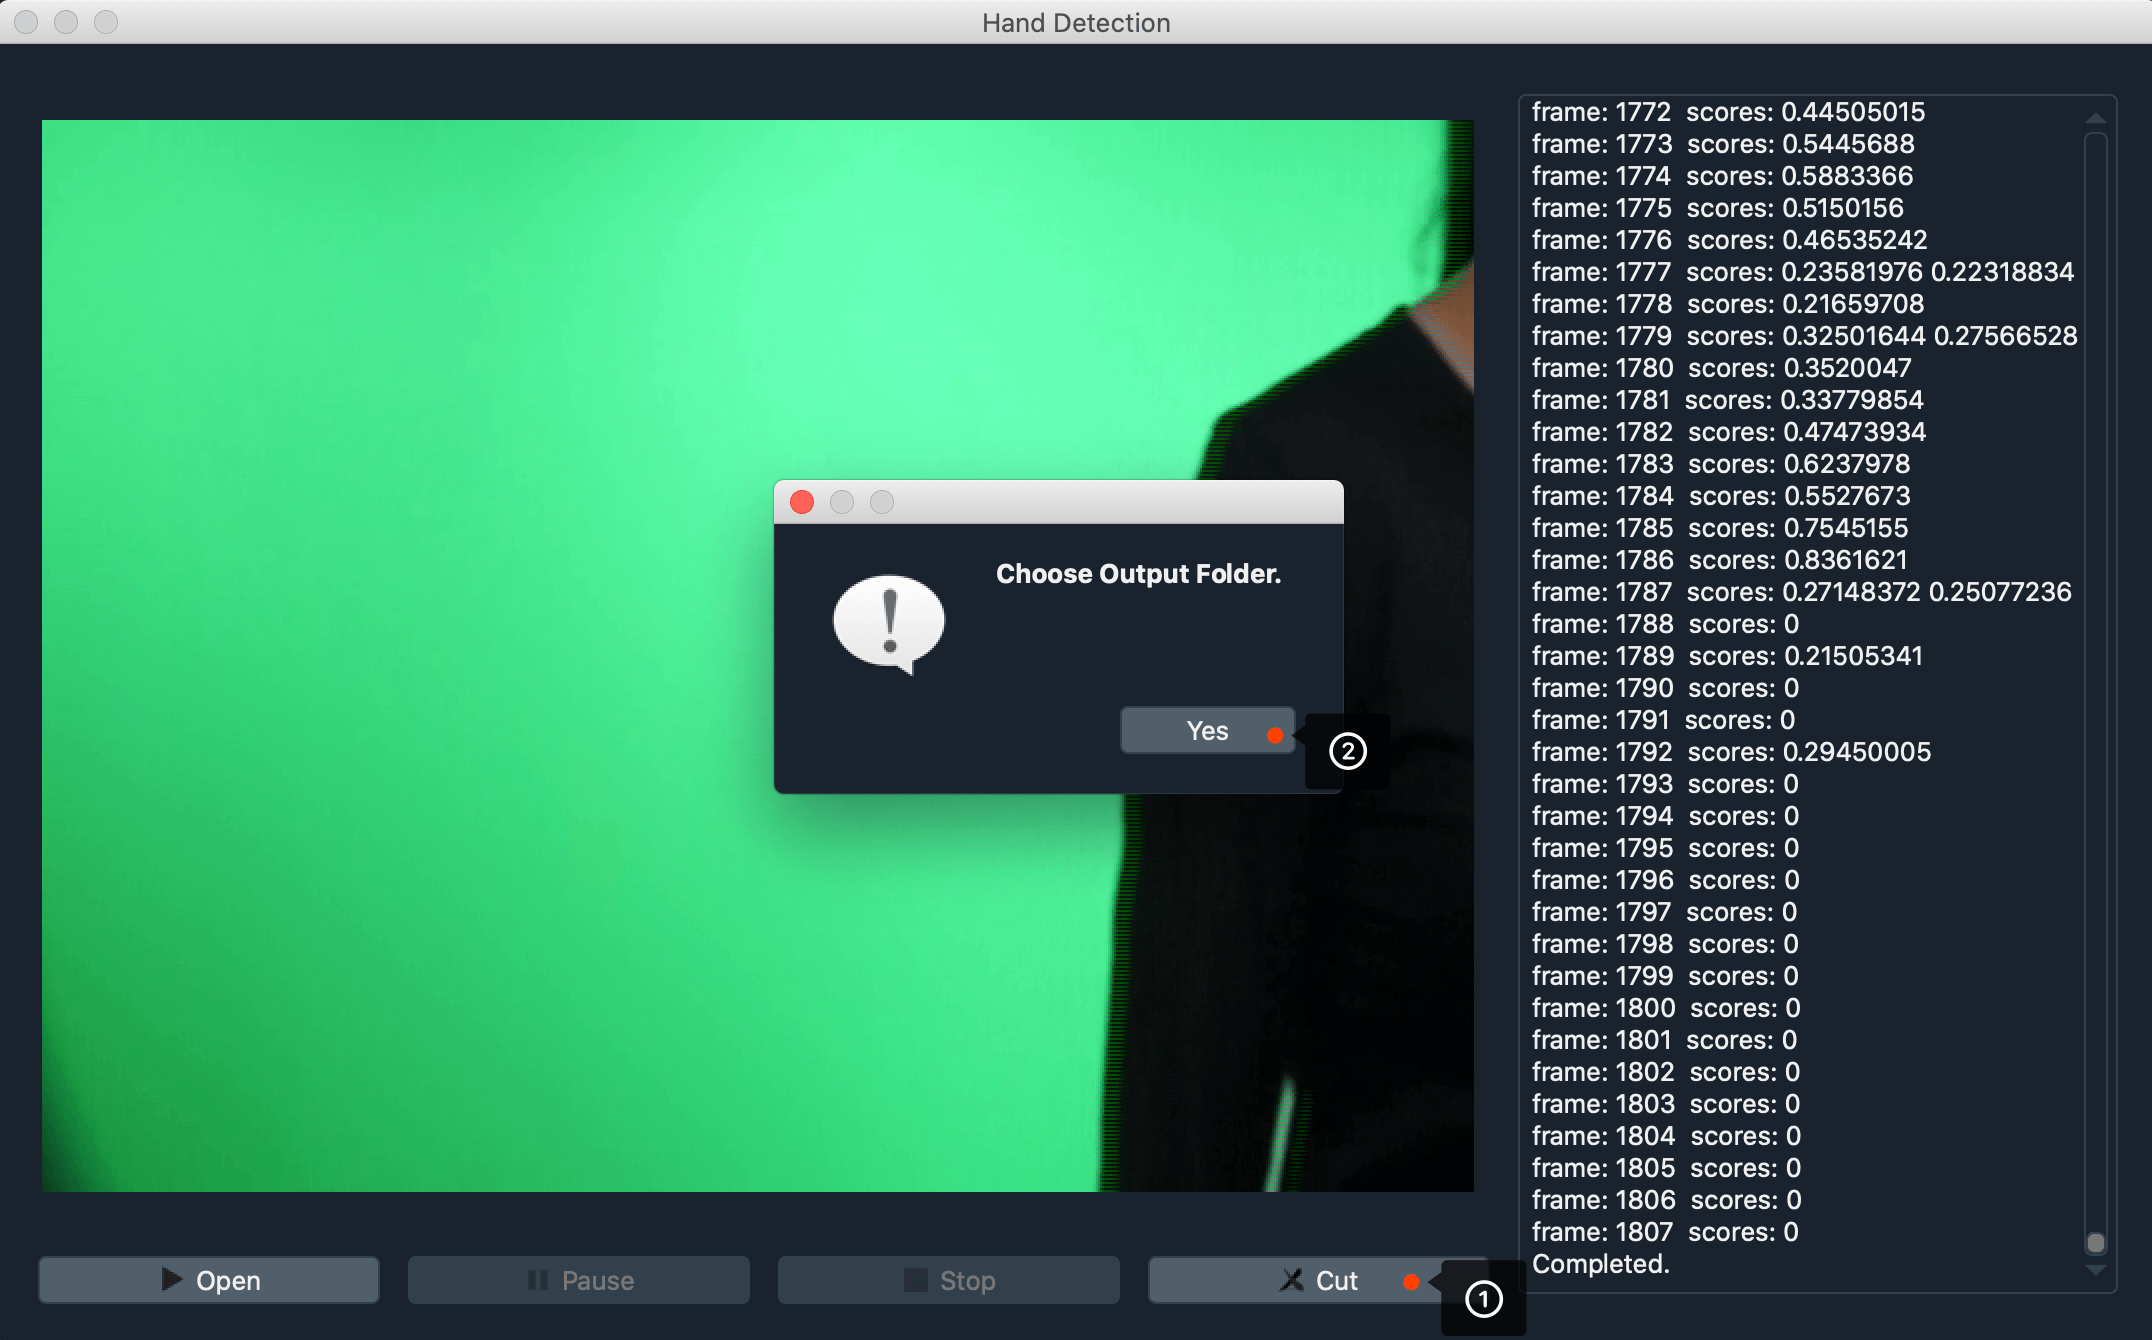 Hand Detection
frame: 1772 scores: 0.44505015
frame: 1773 scores: 0.5445688
frame: 1774 scores: 0.5883366
frame: 1775 scores: 0.5150156
frame: 1776 scores: 0.46535242
frame: 1777 scores: 0.23581976 0.22318834
frame: 1778 scores: 0.21659708
frame: 1779 scores: 0.32501644 0.27566528
frame: 1780 scores: 0.3520047
frame: 1781 scores: 0.33779854
frame: 1782 scores: 0.47473934
frame: 1783 scores: 0.6237978
frame: 1784 scores: 0.5527673
frame: 1785 scores: 0.7545155
frame: 1786 scores: 0.8361621
frame: 1787 scores: 0.27148372 0.25077236
frame: 1788 scores: 0
frame: 1789 scores: 0.21505341
frame: 1790 scores: 0
frame: 1791 scores: 0
frame: 1792 scores: 0.29450005
frame: 1793 scores: 0
frame: 1794 scores: 0
frame: 1795 scores: 0
frame: 1796 scores: 0
frame: 1797 scores: 0
frame: 1798 scores: 0
frame: 1799 scores: 0
frame: 1800 scores: 0
frame: 1801 scores: 0
frame: 1802 scores: 0
frame: 1803 scores: 0
frame: 1804 scores: 0
frame: 1805 scores: 0
frame: 1806 scores: 0
frame: 1807 scores: 0
Completed.
Choose Output Folder.
Yes
②
Open
Pause
Stop
Cut
①